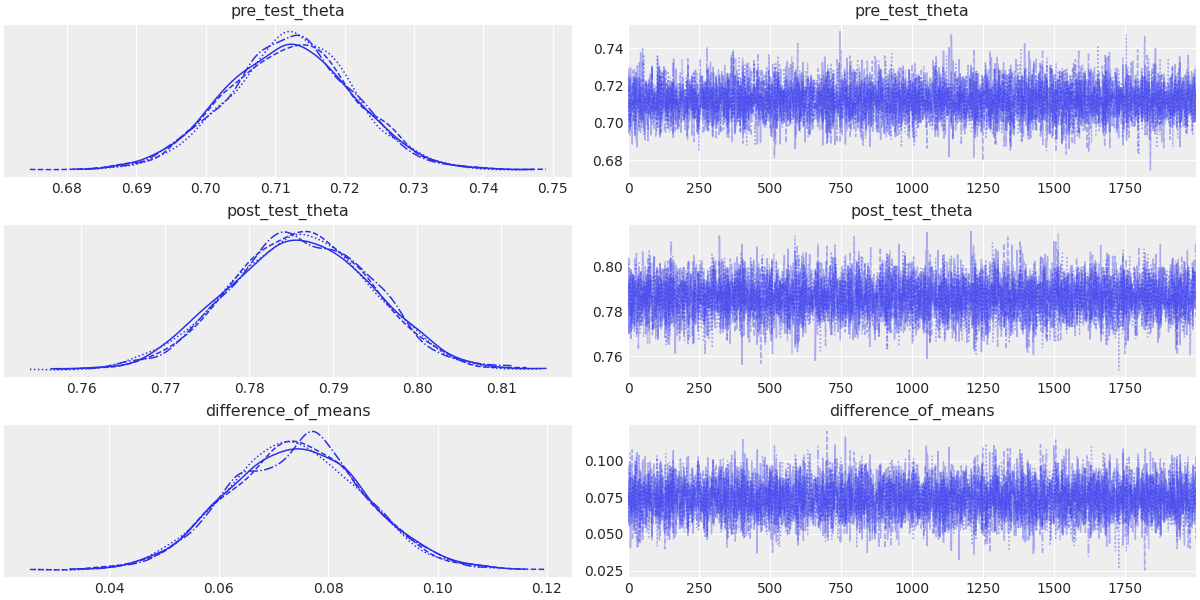 pre_test_theta
0.68 0.69 0.70 0.71 0.72 0.73 0.74 0.75
pre_test_theta
0.74
0.72
0.70
0.68
0 250 500 750 1000 1250 1500 1750
post_test_theta
0.76 0.77 0.78 0.79 0.80 0.81
post_test_theta
0.80
0.78
0.76
0 250 500 750 1000 1250 1500 1750
difference_of_means
0.04 0.06 0.08 0.10 0.12
difference_of_means
0.100
0.075
0.050
0.025
0 250 500 750 1000 1250 1500 1750